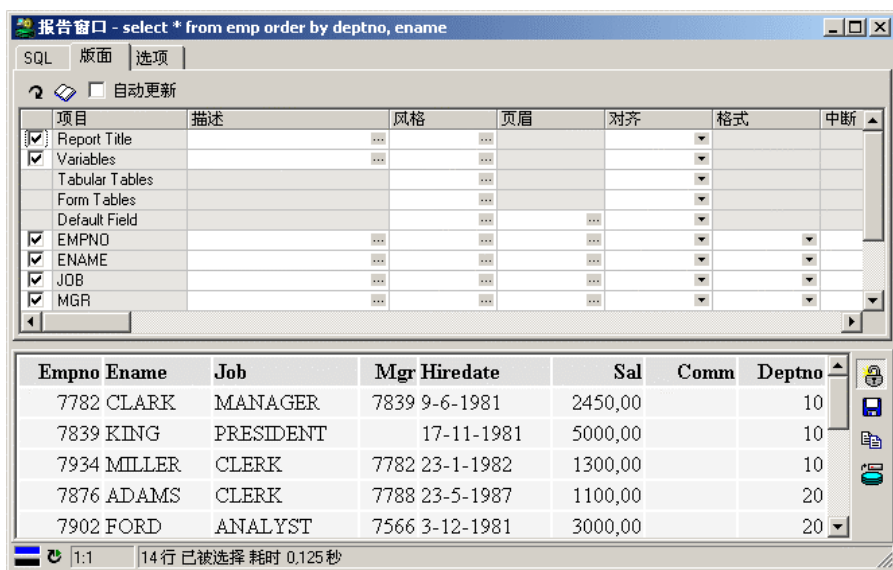 报告窗口 - select * from emp order by deptno, ename
SQL 版面 选项
自动更新
项目 描述 风格 页眉 对齐 格式 中断
Report Title
Variables
Tabular Tables
Form Tables
Default Field
EMPNO
ENAME
JOB
MGR
Empno Ename Job Mgr Hiredate Sal Comm Deptno
7782 CLARK MANAGER 7839 9-6-1981 2450,00 10
7839 KING PRESIDENT 17-11-1981 5000,00 10
7934 MILLER CLERK 7782 23-1-1982 1300,00 10
7876 ADAMS CLERK 7788 23-5-1987 1100,00 20
7902 FORD ANALYST 7566 3-12-1981 3000,00 20
1:1 14行 已被选择 耗时 0,125秒